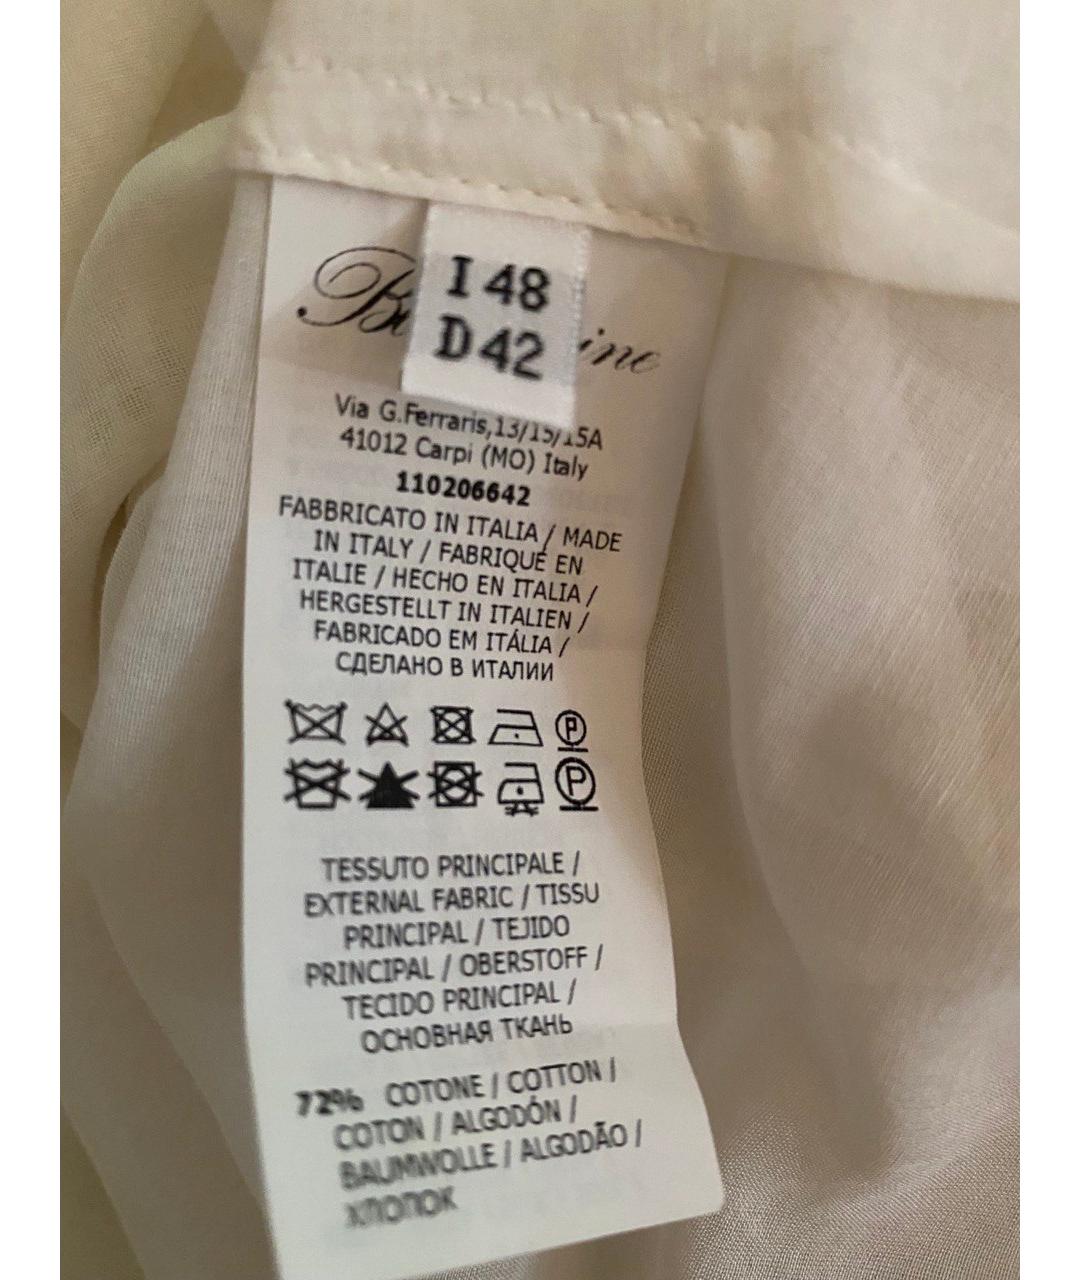 I 48
D 42
Via G.Ferraris,13/15/15A
41012 Carpi (MO) Italy
110206642
FABBRICATO IN ITALIA / MADE
IN ITALY / FABRIQUÉ EN
ITALIE / HECHO EN ITALIA /
HERGESTELLT IN ITALIEN /
FABRICADO EM ITÁLIA /
СДЕЛАНО В ИТАЛИИ
P
P
TESSUTO PRINCIPALE /
EXTERNAL FABRIC / TISSU
PRINCIPAL / TEJIDO
PRINCIPAL / OBERSTOFF /
TECIDO PRINCIPAL /
ОСНОВНАЯ ТКАНЬ
72% COTONE / COTTON /
COTON / ALGODÓN /
BAUMWOLLE / ALGODÃO /
ХЛОПОК